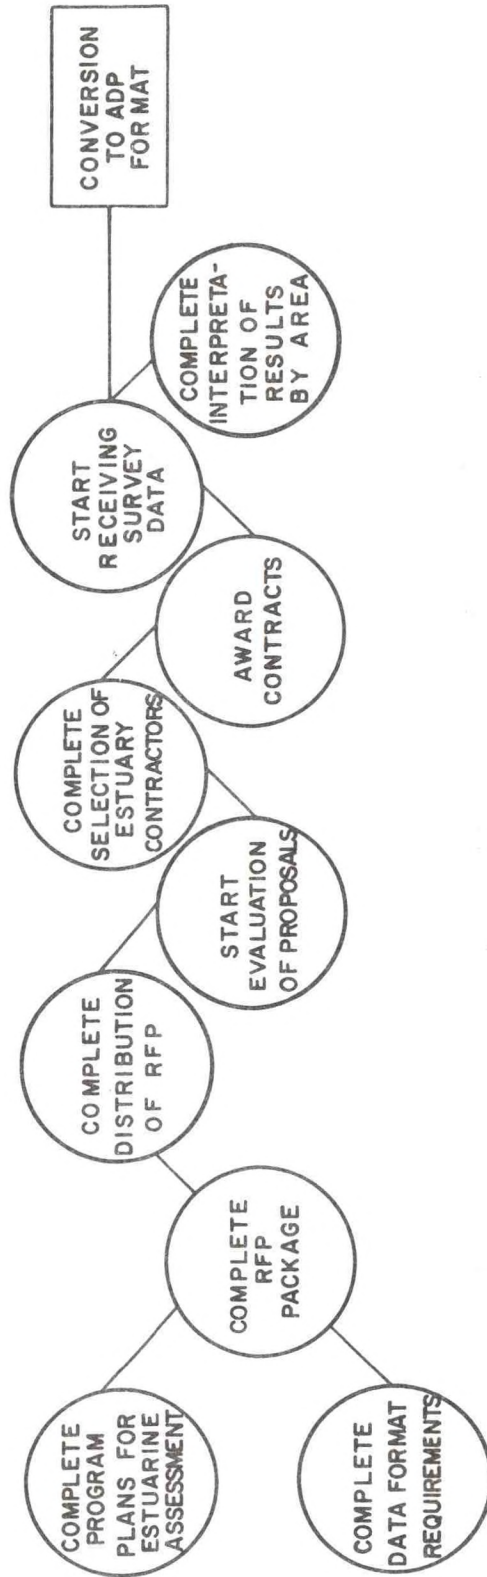 COMPLETE
PROGRAM
PLANS FOR
ESTUARINE
ASSESSMENT
COMPLETE
DATA FORMAT
REQUIREMENTS
COMPLETE
RFP
PACKAGE
COMPLETE
DISTRIBUTION
OF RFP
START
EVALUATION
OF PROPOSALS
COMPLETE
SELECTION OF
ESTUARY
CONTRACTORS
AWARD
CONTRACTS
START
RECEIVING
SURVEY
DATA
COMPLETE
INTERPRETA-
TION OF
RESULTS
BY AREA
CONVERSION
TO ADP
FORMAT